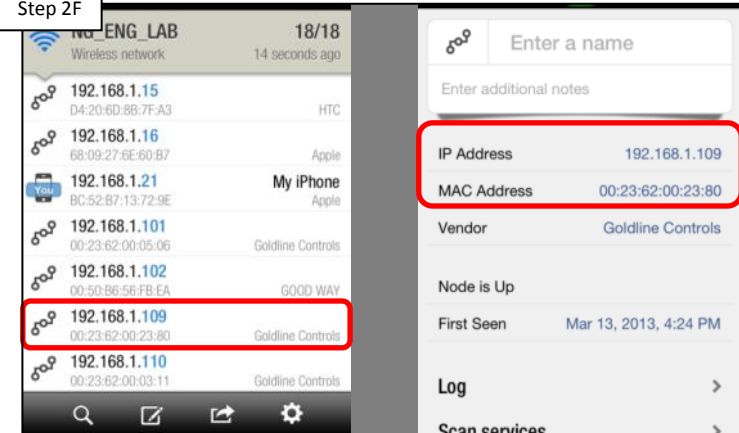 Step 2F
NG_ENG_LAB 18/18
Wireless network 14 seconds ago
192.168.1.15
D4:20:6D:8B:7F:A3 HTC
192.168.1.16
68:09:27:6E:60:B7 Apple
You
192.168.1.21 My iPhone
BC:52:B7:13:72:9E Apple
192.168.1.101
00:23:62:00:05:06 Goldline Controls
192.168.1.102
00:50:B6:56:FB:EA GOOD WAY
192.168.1.109
00:23:62:00:23:80 Goldline Controls
192.168.1.110
00:23:62:00:03:11 Goldline Controls
Enter a name
Enter additional notes
IP Address 192.168.1.109
MAC Address 00:23:62:00:23:80
Vendor Goldline Controls
Node is Up
First Seen Mar 13, 2013, 4:24 PM
Log
Scan services